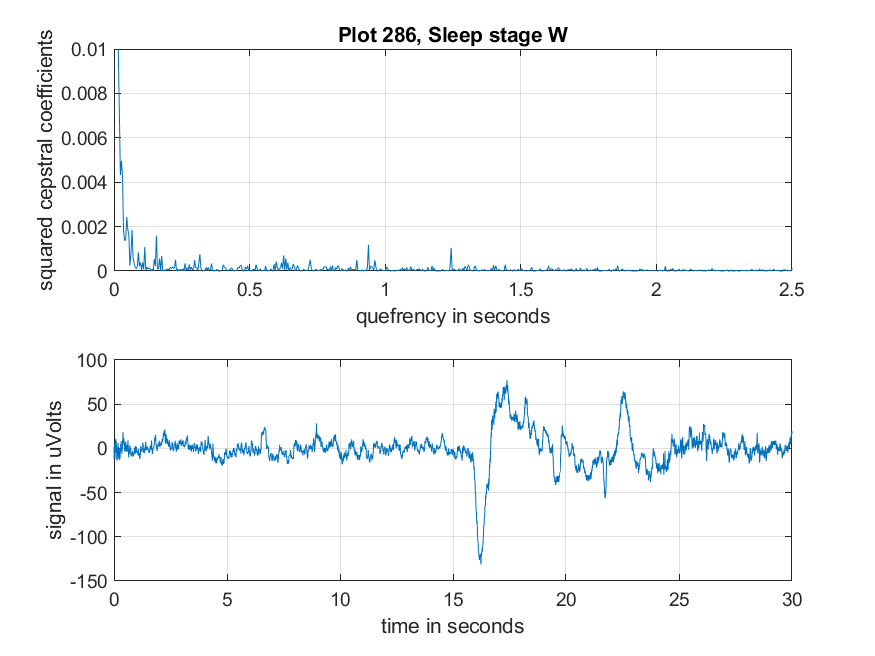 Plot 286, Sleep stage W
squared cepstral coefficients
0.01
0.008
0.006
0.004
0.002
0
0 0.5 1 1.5 2 2.5
quefrency in seconds
signal in uVolts
100
50
0
-50
-100
-150
0 5 10 15 20 25 30
time in seconds